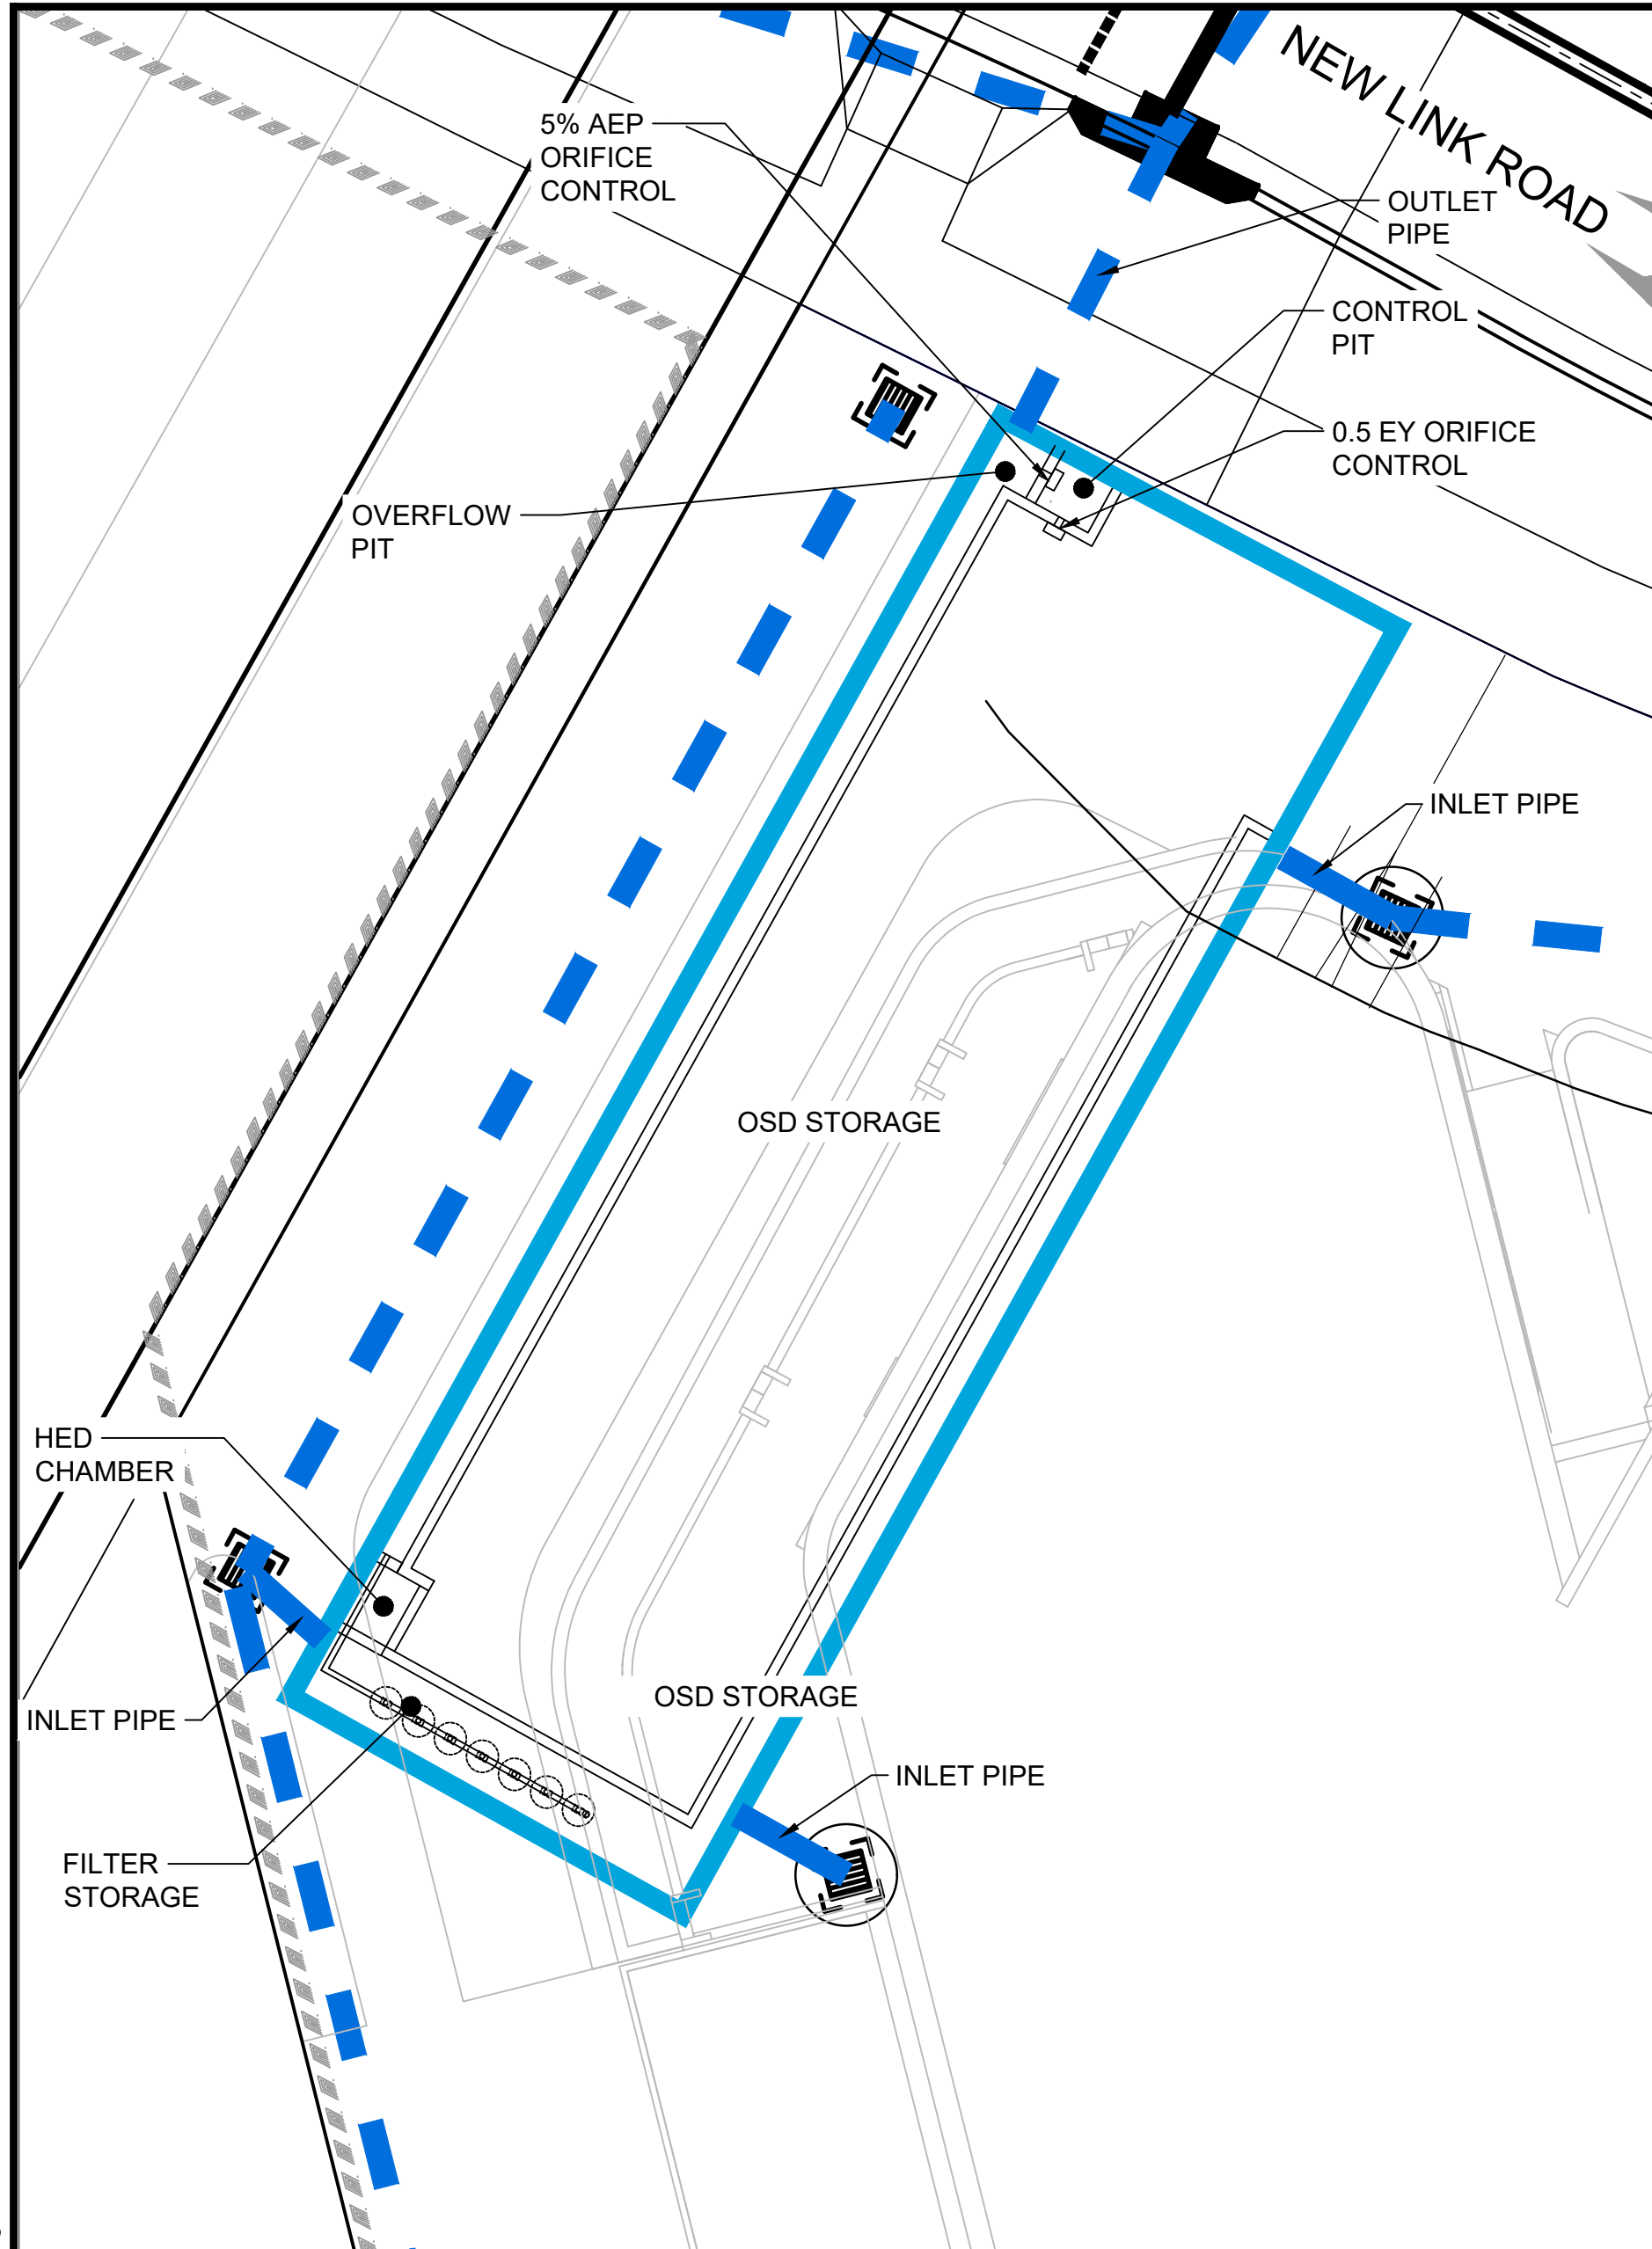 NEW LINK ROAD
5% AEP
ORIFICE
CONTROL
OUTLET
PIPE
CONTROL
PIT
0.5 EY ORIFICE
CONTROL
OVERFLOW
PIT
INLET PIPE
OSD STORAGE
HED
CHAMBER
INLET PIPE
OSD STORAGE
INLET PIPE
FILTER
STORAGE